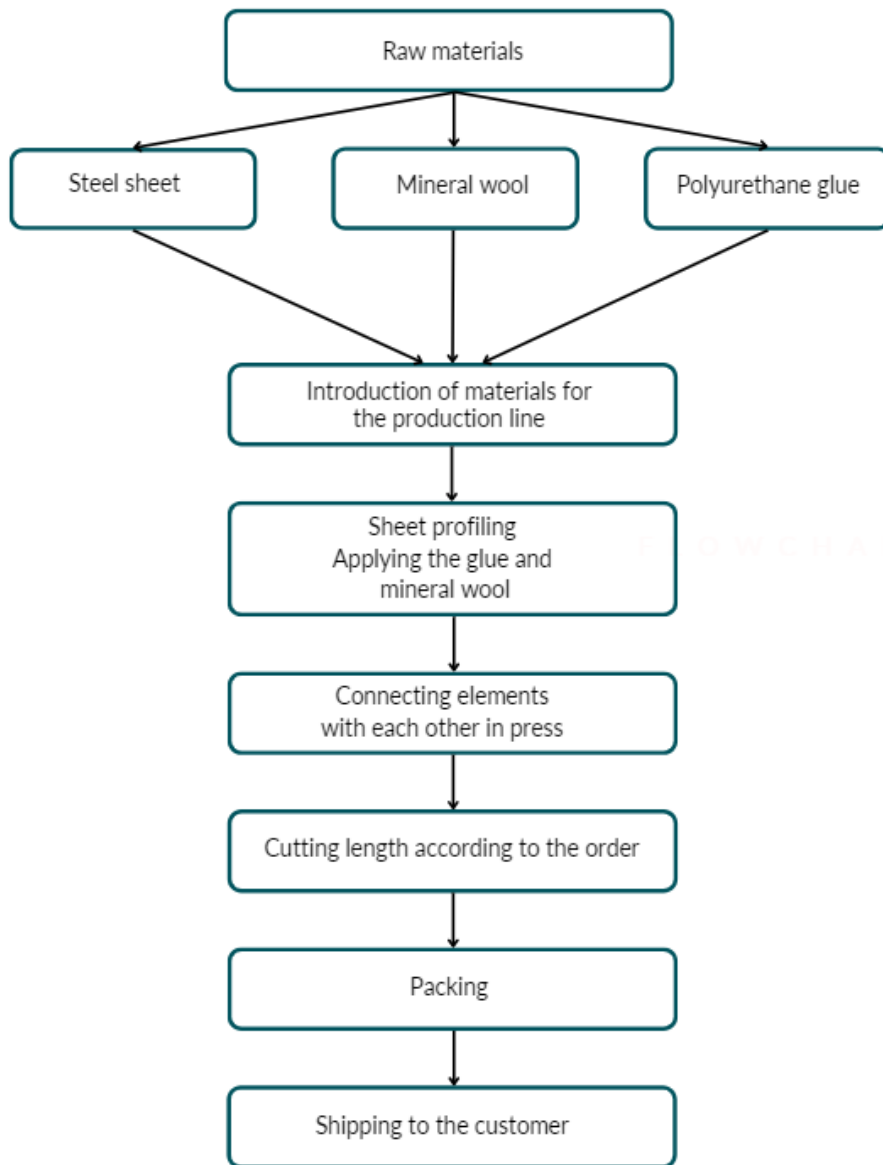 Raw materials
Steel sheet
Mineral wool
Polyurethane glue
Introduction of materials for
the production line
Sheet profiling
Applying the glue and
mineral wool
Connecting elements
with each other in press
Cutting length according to the order
Packing
Shipping to the customer